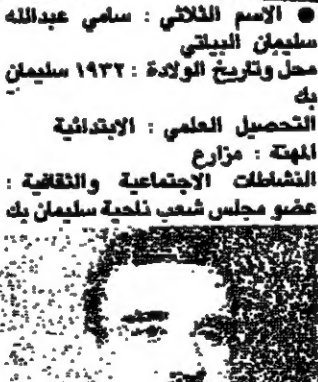 ● الاسم الثلاثي : سامي عبدالله
سليمان البياتي
محل وتاريخ الولادة : ١٩٣٢ سليمان
بك
التحصيل العلمي : الابتدائية
المهنة : مزارع
النشاطات الاجتماعية والثقافية :
عضو مجلس شعب ناحية سليمان بك